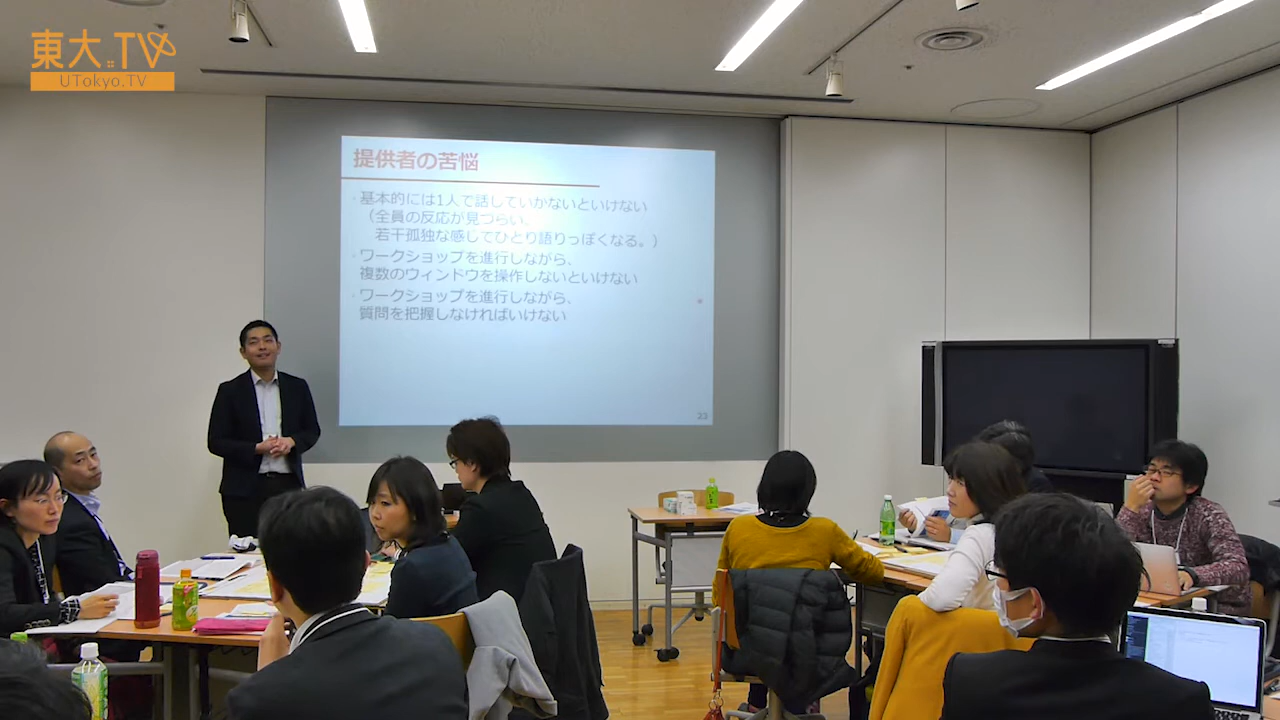 東大.TV
UTokyo.TV
提供者の苦悩
基本的には1人で話していかないといけない
（全員の反応が見づらい、
若干孤独な感じでひとり語りっぽくなる。）
ワークショップを進行しながら、
複数のウィンドウを操作しないといけない
ワークショップを進行しながら、
質問を把握しなければいけない
23